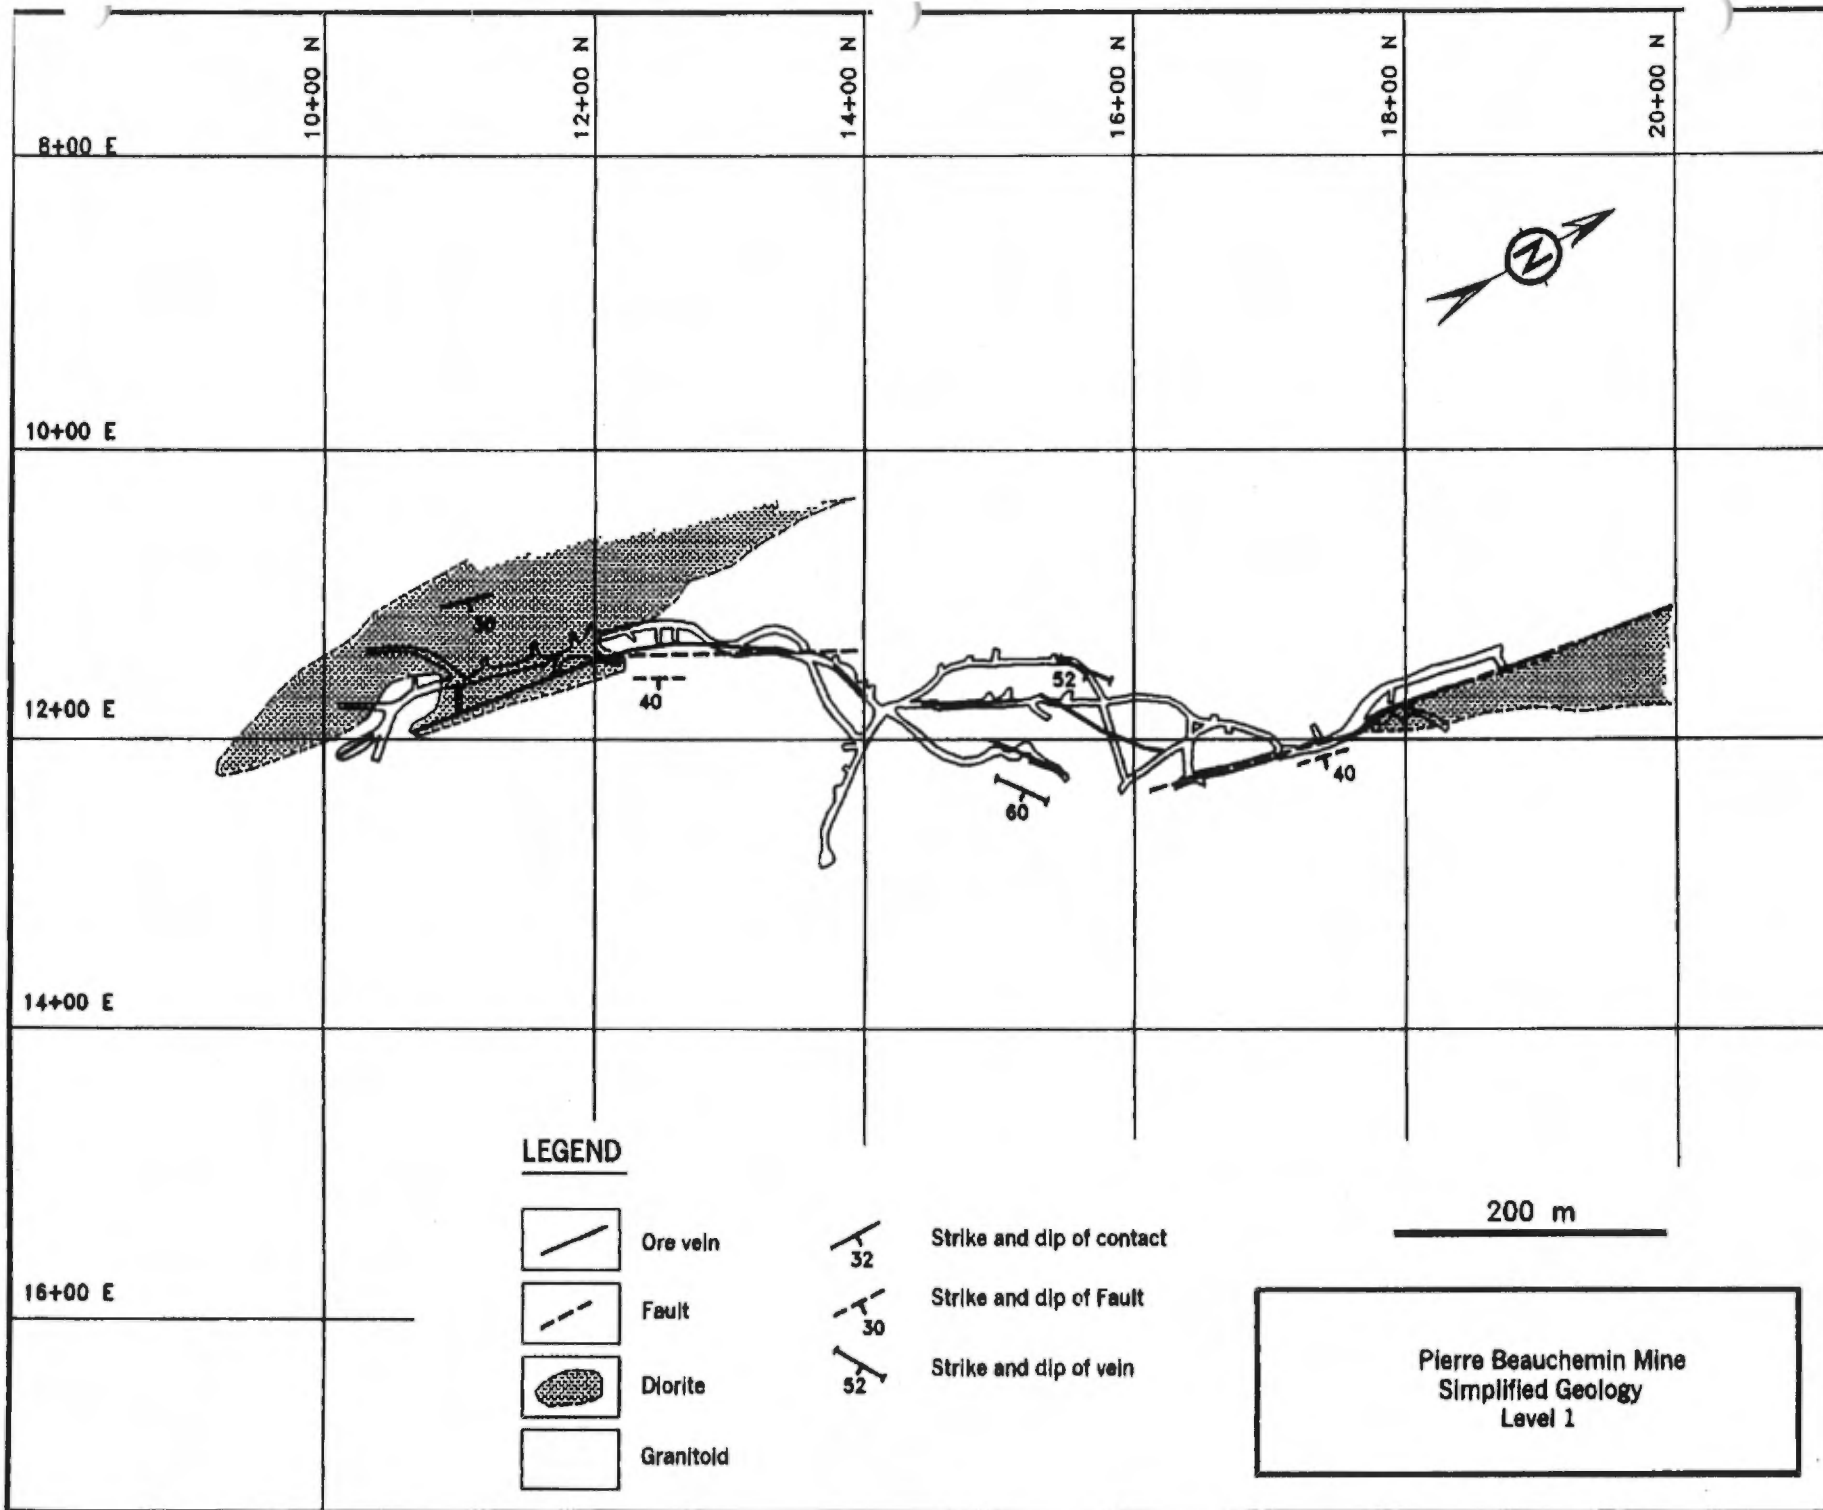 10+00 N
12+00 N
14+00 N
16+00 N
18+00 N
20+00 N
8+00 E
N
10+00 E
30
52
12+00 E
40
40
60
14+00 E
LEGEND
200 m
Ore vein
32
Strike and dip of contact
Fault
30
Strike and dip of Fault
16+00 E
Diorite
52
Strike and dip of vein
Granitoid
Pierre Beauchemin Mine
Simplified Geology
Level 1